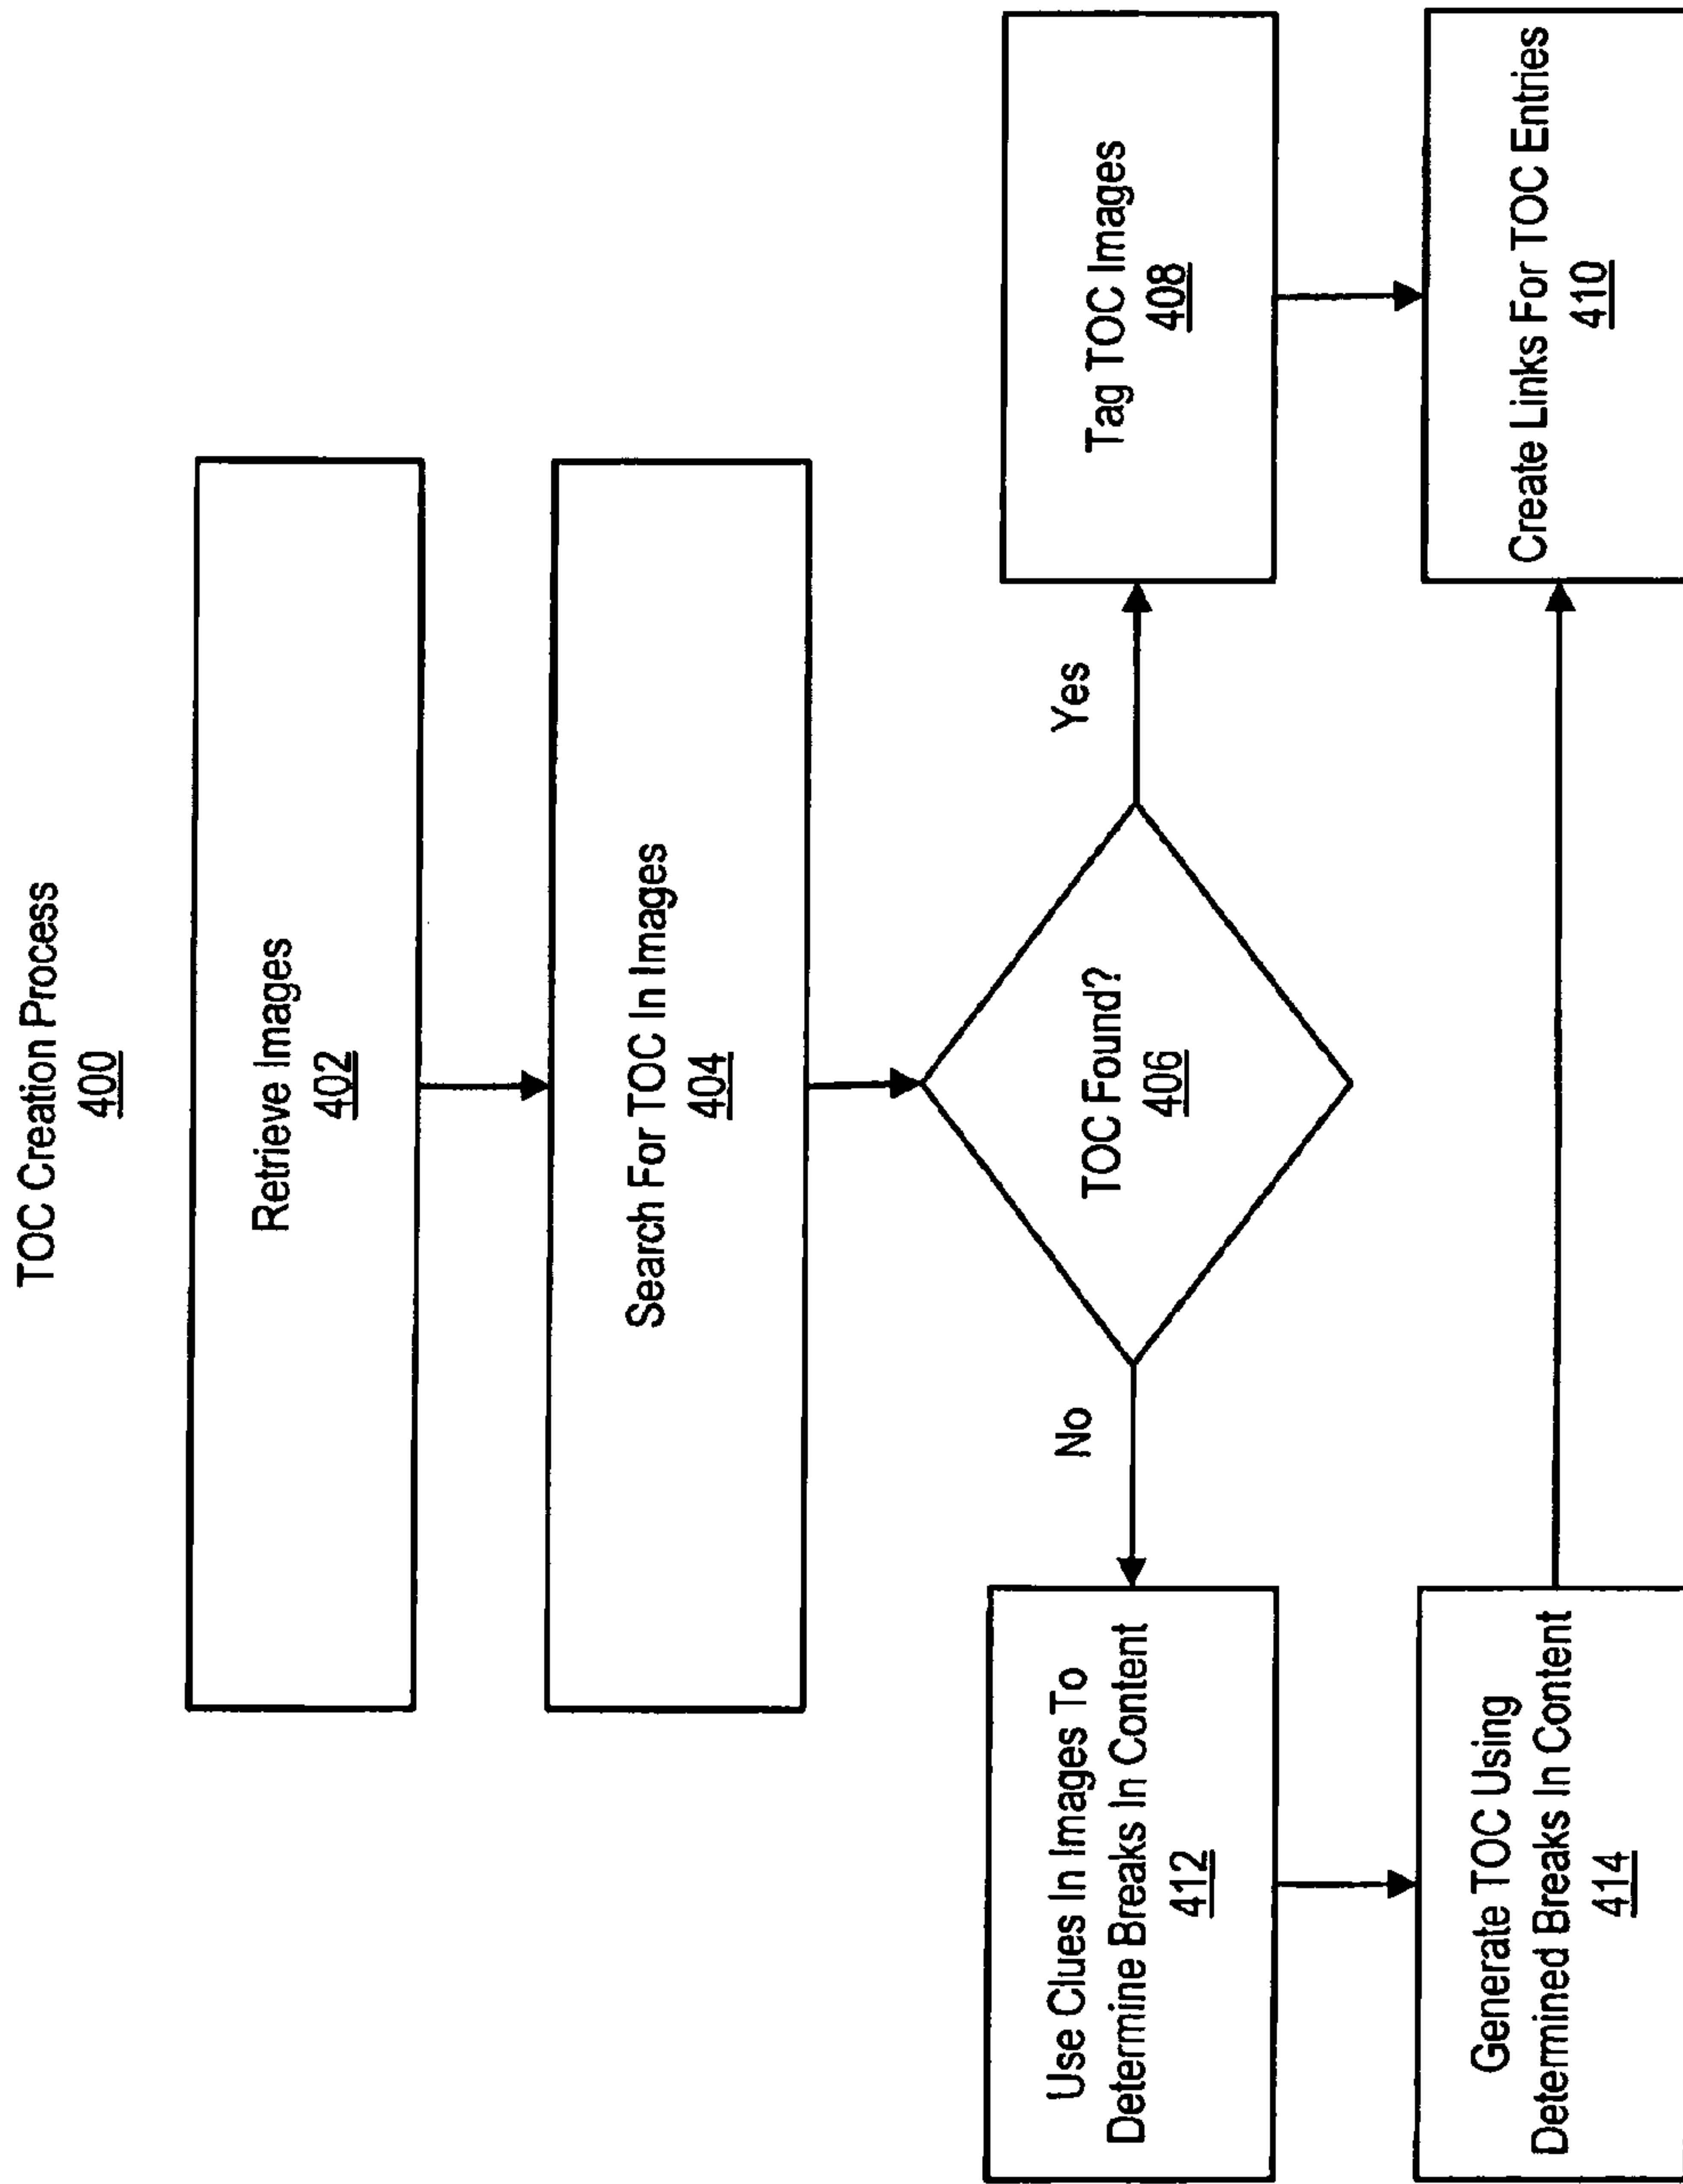 TOC Creation Process
400
Retrieve Images
402
Search For TOC In Images
404
TOC Found?
406
No
Yes
Use Clues In Images To
Determine Breaks In Content
412
Tag TOC Images
408
Generate TOC Using
Determined Breaks In Content
414
Create Links For TOC Entries
410